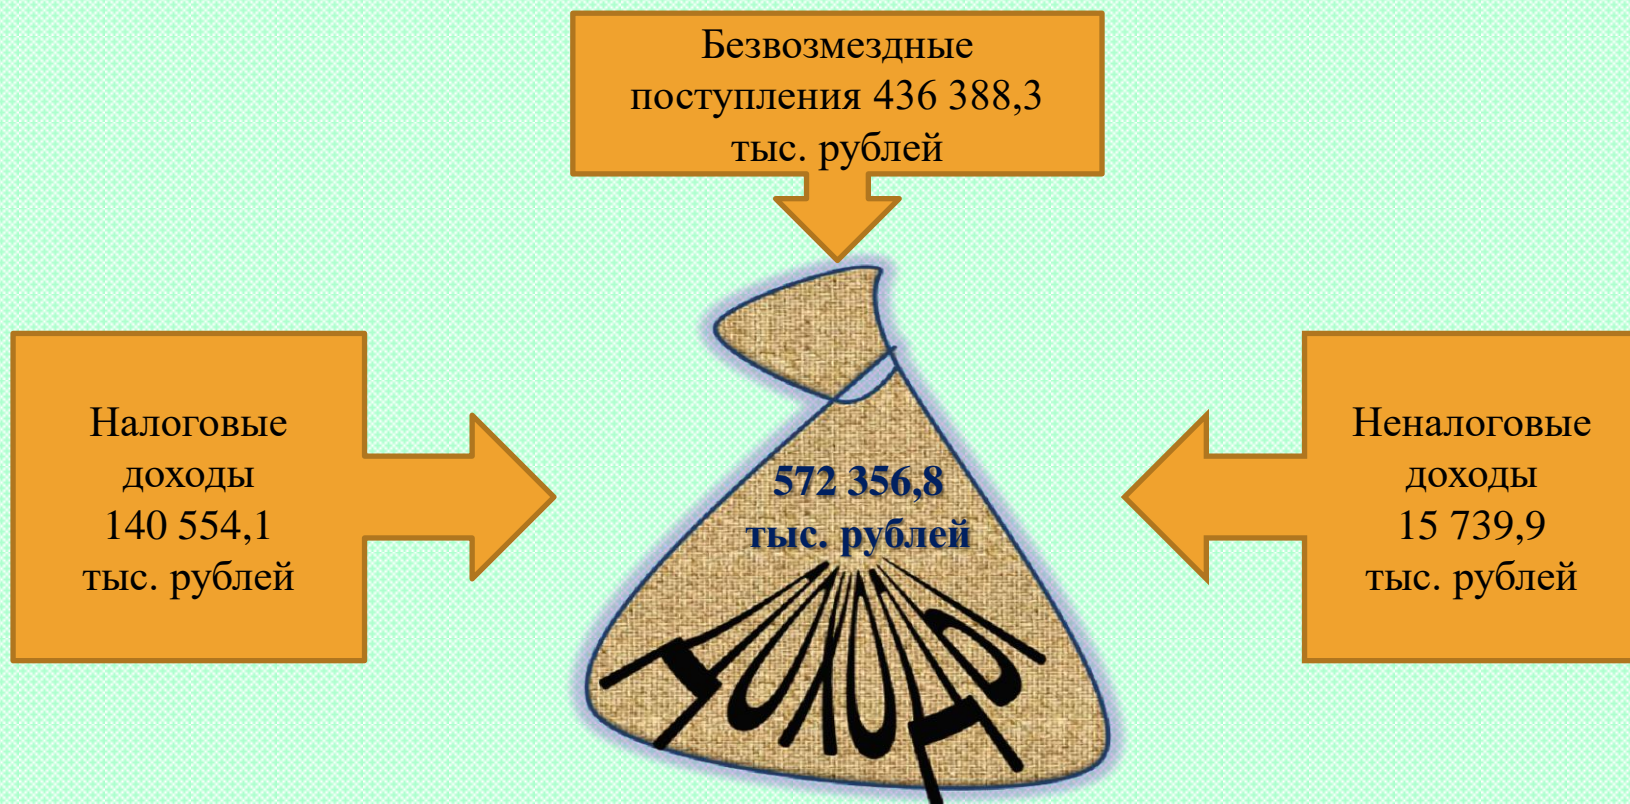 Безвозмездные
поступления 436 388,3
тыс. рублей
Налоговые
доходы
140 554,1
тыс. рублей
572 356,8
тыс. рублей
ДОХОДЫ
Неналоговые
доходы
15 739,9
тыс. рублей